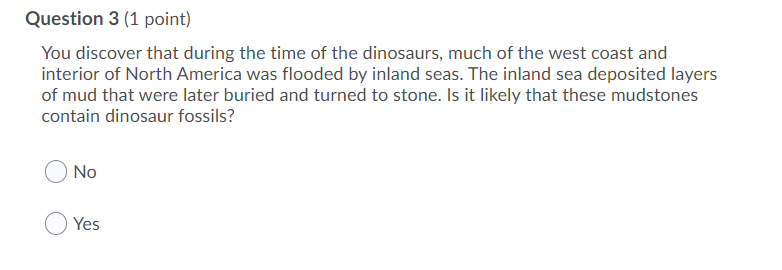 Question 3 (1 point)
You discover that during the time of the dinosaurs, much of the west coast and
interior of North America was flooded by inland seas. The inland sea deposited layers
of mud that were later buried and turned to stone. Is it likely that these mudstones
contain dinosaur fossils?
No
Yes